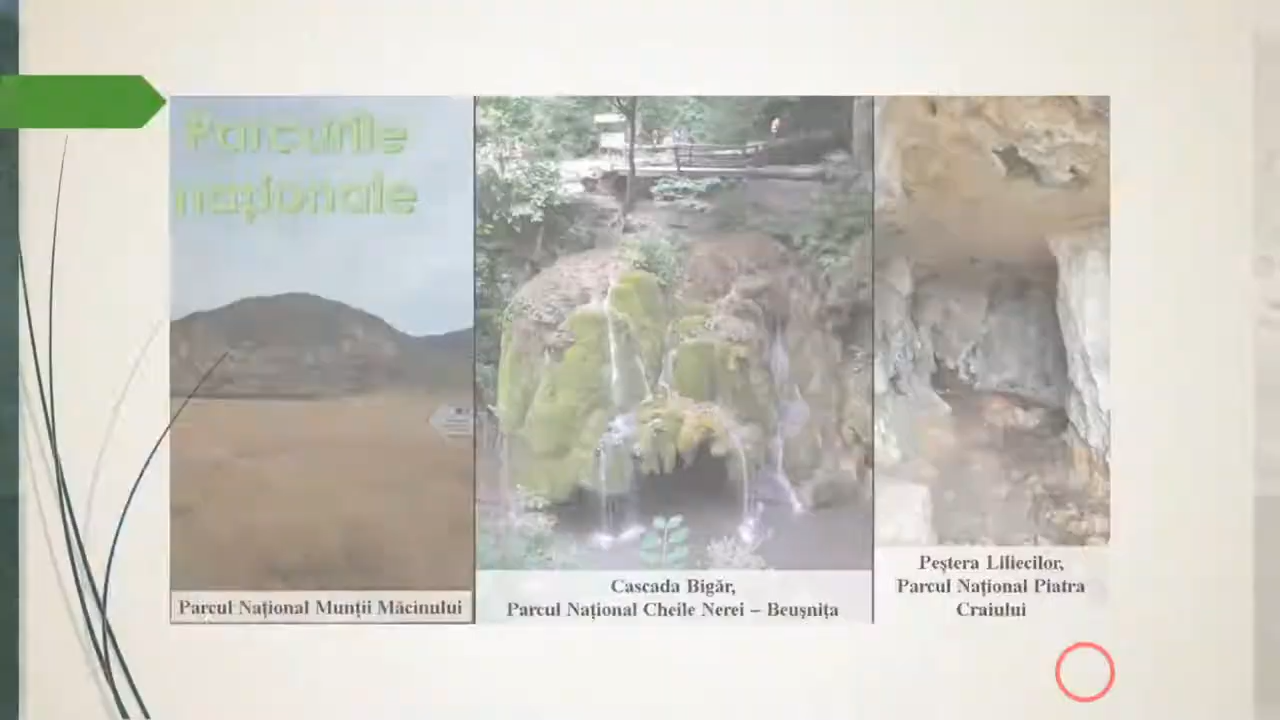 Parcurile
naționale
Parcul Național Munții Măcinului
Cascada Bigăr,
Parcul Național Cheile Nerei – Beușnița
Peștera Liliecilor,
Parcul Național Piatra
Craiului